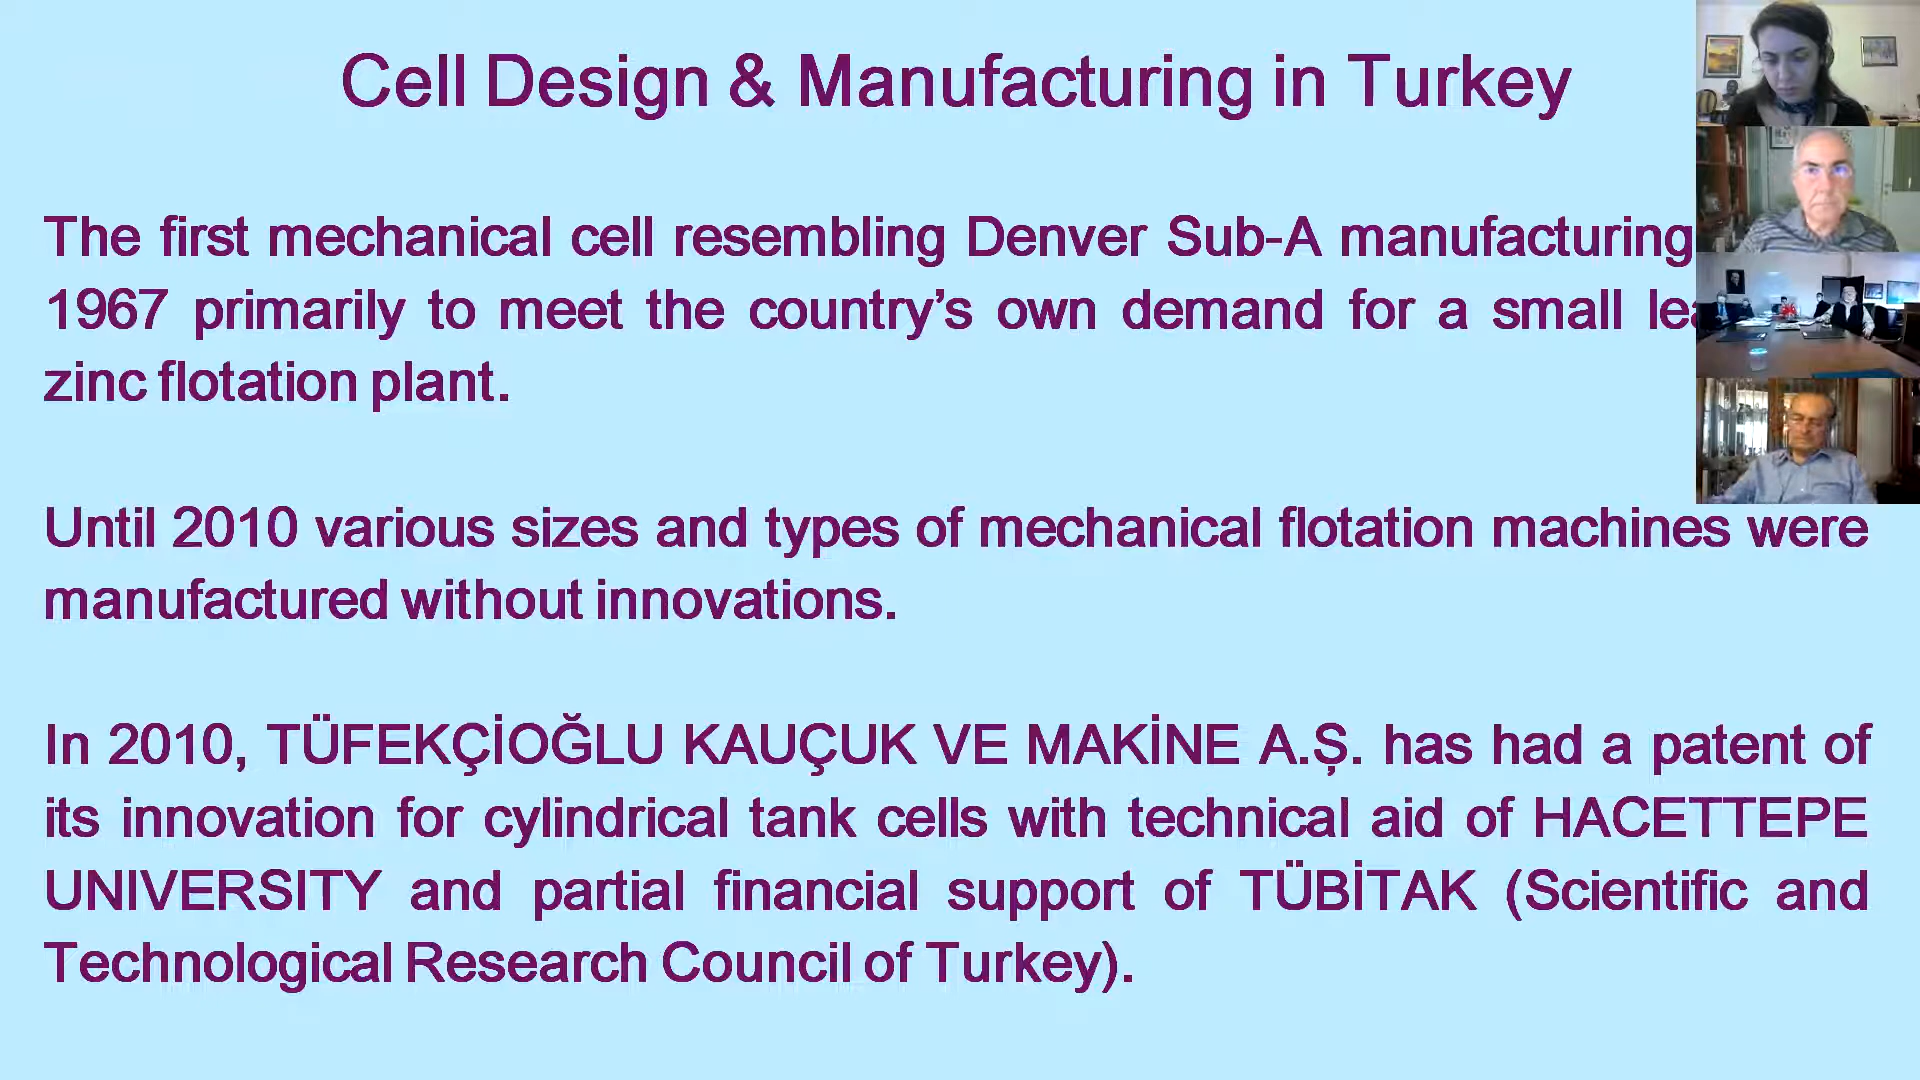 Cell Design & Manufacturing in Turkey
The first mechanical cell resembling Denver Sub-A manufacturing
1967 primarily to meet the country’s own demand for a small
zinc flotation plant.
Until 2010 various sizes and types of mechanical flotation machines were
manufactured without innovations.
In 2010, TÜFEKÇİOĞLU KAUÇUK VE MAKİNE A.Ş. has had a patent of
its innovation for cylindrical tank cells with technical aid of HACETTEPE
UNIVERSITY and partial financial support of TÜBİTAK (Scientific and
Technological Research Council of Turkey).